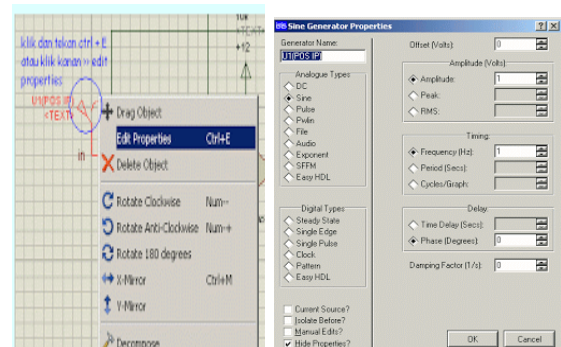 10k
<TEXT>
+12
klik dan tekan ctrl + E
atau klik kanan » edit
properties
U1(POS IP)
<TEXT>
in
Drag Object
Edit Properties Ctrl+E
Delete Object
Rotate Clockwise Num--
Rotate Anti-Clockwise Num-+
Rotate 180 degrees
X-Mirror Ctrl+M
Y-Mirror
Decompose
Sine Generator Properties
Generator Name:
U1(POS IP)
Analogue Types
DC
Sine
Pulse
Pwlin
File
Audio
Exponent
SFFM
Easy HDL
Digital Types
Steady State
Single Edge
Single Pulse
Clock
Pattern
Easy HDL
Current Source?
Isolate Before?
Manual Edits?
Hide Properties?
Offset (Volts) 0
Amplitude (Volts)
Amplitude: 1
Peak:
RMS:
Timing:
Frequency (Hz): 1
Period (Secs):
Cycles/Graph:
Delay:
Time Delay (Secs):
Phase (Degrees) 0
Damping Factor (1/s): 0
OK Cancel